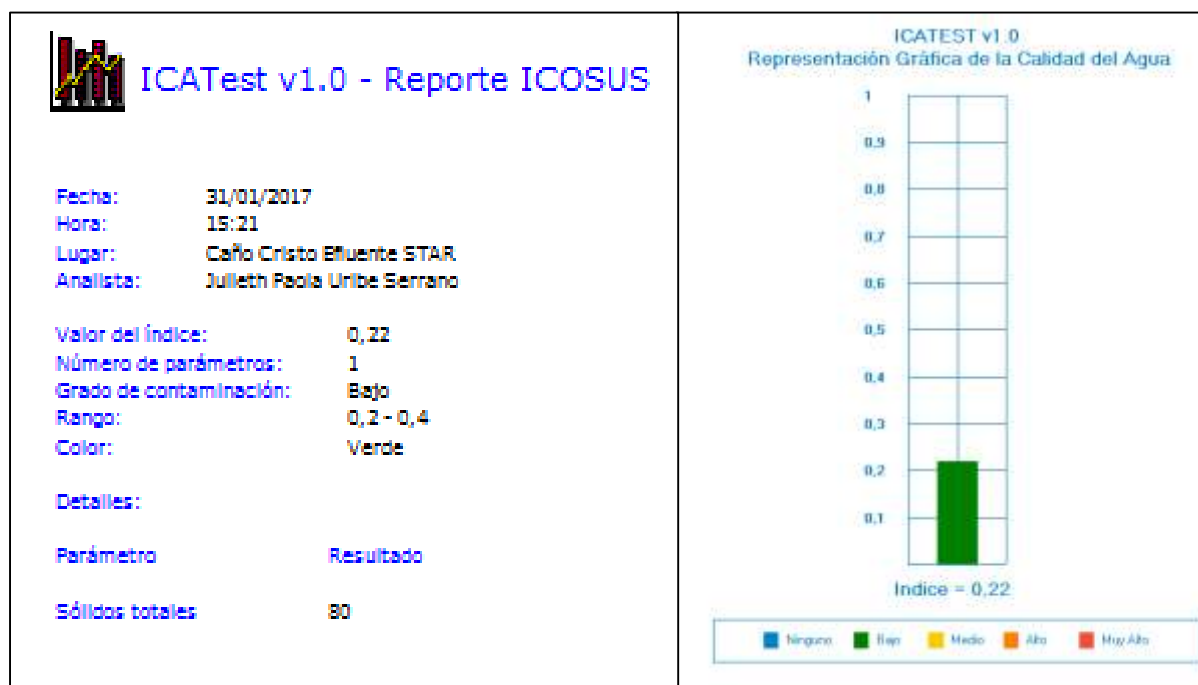 ICATest v1.0 - Reporte ICOSUS
Fecha: 31/01/2017
Hora: 15:21
Lugar: Caño Cristo Efluente STAR
Analista: Julieth Paola Uribe Serrano
Valor del índice: 0,22
Número de parámetros: 1
Grado de contaminación: Bajo
Rango: 0,2 - 0,4
Color: Verde
Detalles:
Parámetro Resultado
Sólidos totales 80
ICATEST v1.0
Representación Gráfica de la Calidad del Agua
1
0,9
0,8
0,7
0,6
0,5
0,4
0,3
0,2
0,1
Indice = 0,22
Ninguno Bajo Medio Alto Muy Alto